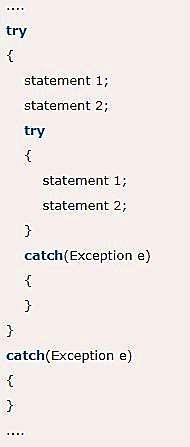 ....
try
{
statement 1;
statement 2;
try
{
statement 1;
statement 2;
}
catch(Exception e)
{
}
}
catch(Exception e)
{
}
....